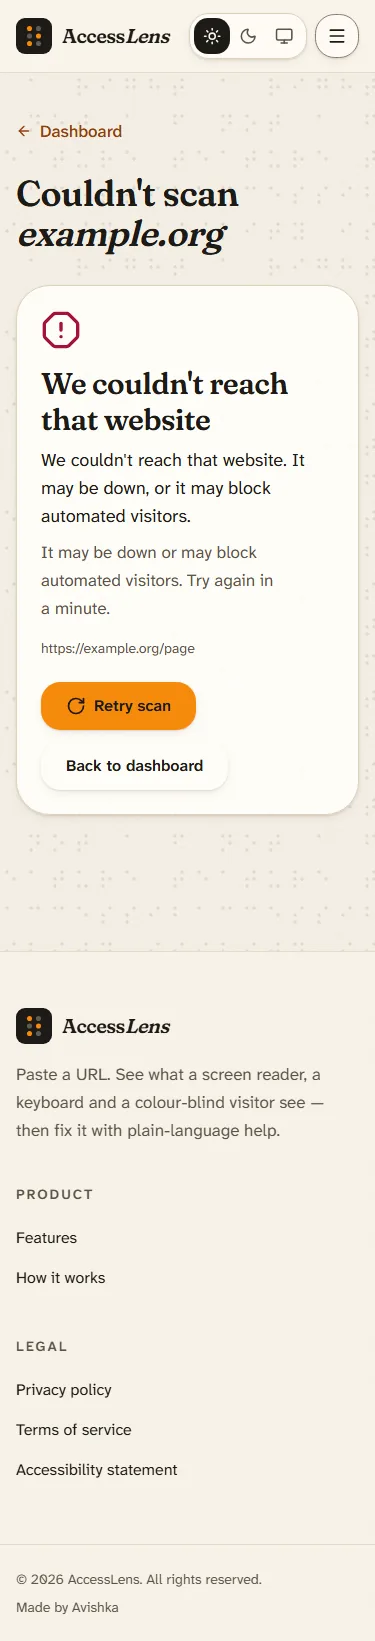 AccessLens
Dashboard
Couldn't scan
example.org
We couldn't reach
that website
We couldn't reach that website. It
may be down, or it may block
automated visitors.
It may be down or may block
automated visitors. Try again in
a minute.
https://example.org/page
Retry scan
Back to dashboard
AccessLens
Paste a URL. See what a screen reader, a
keyboard and a colour-blind visitor see —
then fix it with plain-language help.
PRODUCT
Features
How it works
LEGAL
Privacy policy
Terms of service
Accessibility statement
© 2026 AccessLens. All rights reserved.
Made by Avishka